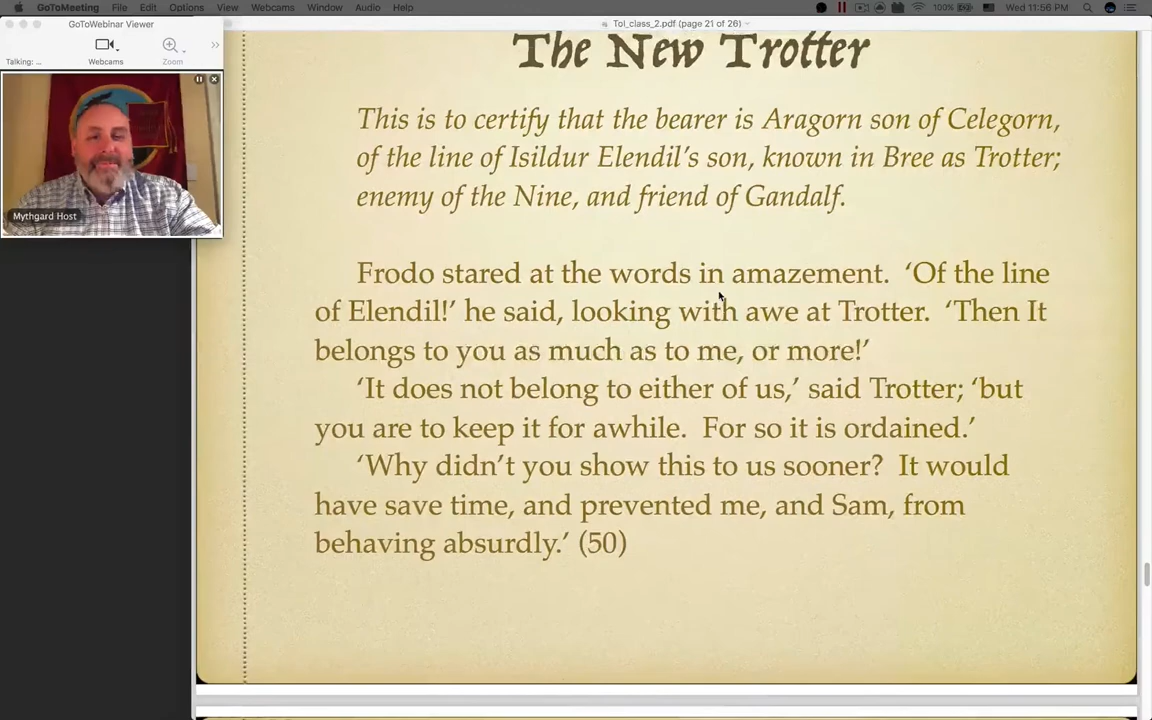 GoToMeeting File Edit Options View Webcams Window Audio Help 100% Wed 11:56 PM
GoToWebinar Viewer
Tol_class_2.pdf (page 21 of 26)
Talking: ...
Webcams
Zoom
Mythgard Host
The New Trotter
This is to certify that the bearer is Aragorn son of Celegorn,
of the line of Isildur Elendil's son, known in Bree as Trotter;
enemy of the Nine, and friend of Gandalf.
Frodo stared at the words in amazement. 'Of the line
of Elendil!' he said, looking with awe at Trotter. 'Then It
belongs to you as much as to me, or more!'
'It does not belong to either of us,' said Trotter; 'but
you are to keep it for awhile. For so it is ordained.'
'Why didn't you show this to us sooner? It would
have save time, and prevented me, and Sam, from
behaving absurdly.' (50)